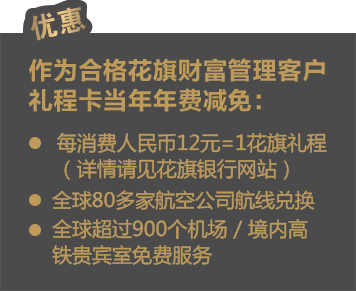 优惠
作为合格花旗财富管理客户
礼程卡当年年费减免：
● 每消费人民币12元=1花旗礼程
（详情请见花旗银行网站）
● 全球80多家航空公司航线兑换
● 全球超过900个机场 / 境内高
铁贵宾室免费服务